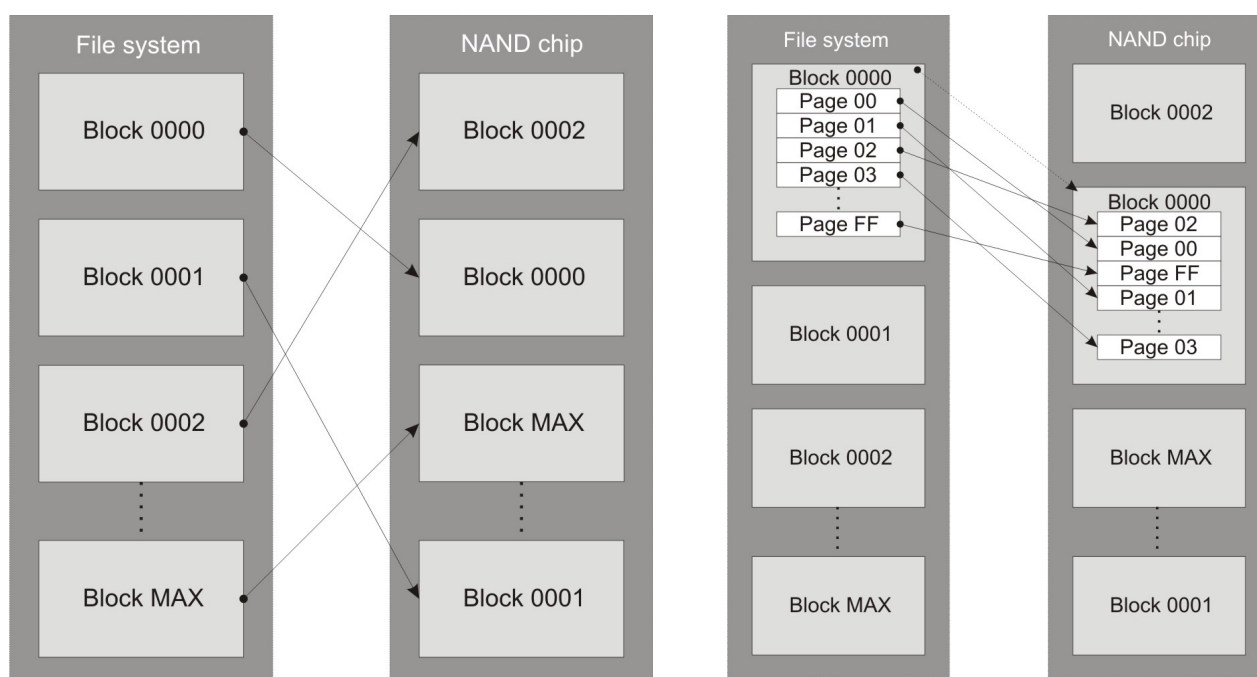 File system
Block 0000
Block 0001
Block 0002
Block MAX
NAND chip
Block 0002
Block 0000
Block MAX
Block 0001
File system
Block 0000
Page 00
Page 01
Page 02
Page 03
Page FF
Block 0001
Block 0002
Block MAX
NAND chip
Block 0002
Block 0000
Page 02
Page 00
Page FF
Page 01
Page 03
Block MAX
Block 0001